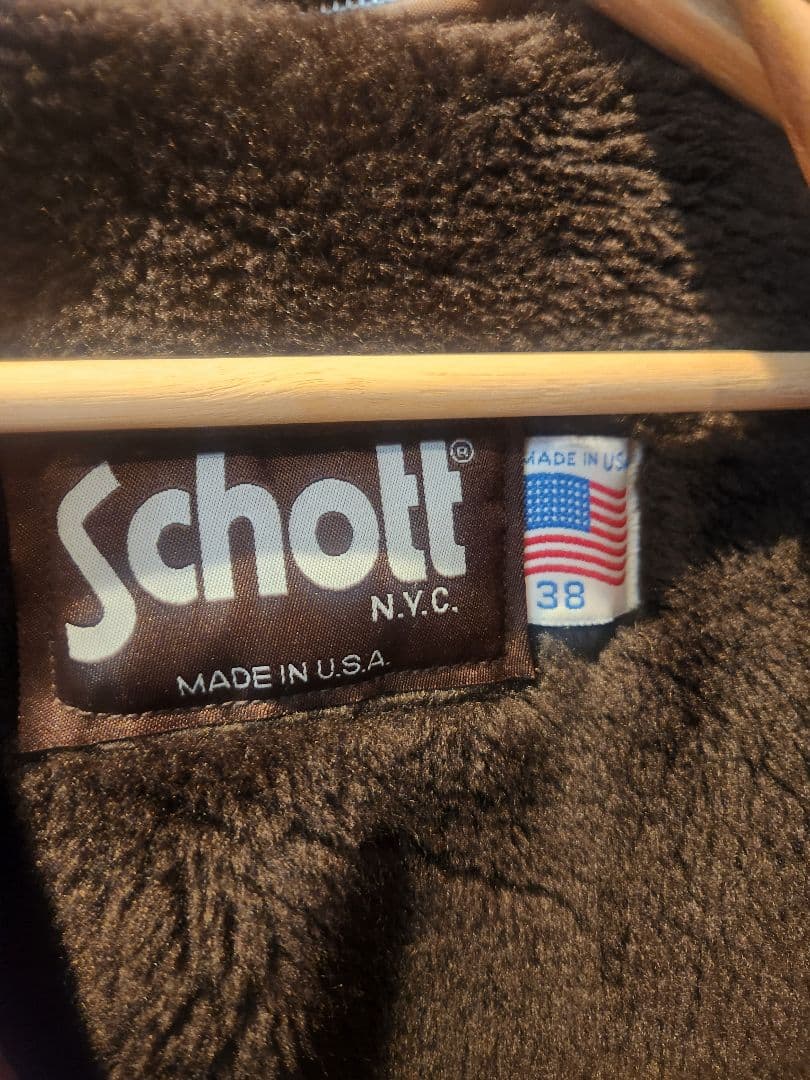 Schott®
N.Y.C.
MADE IN U.S.A.
MADE IN USA
38